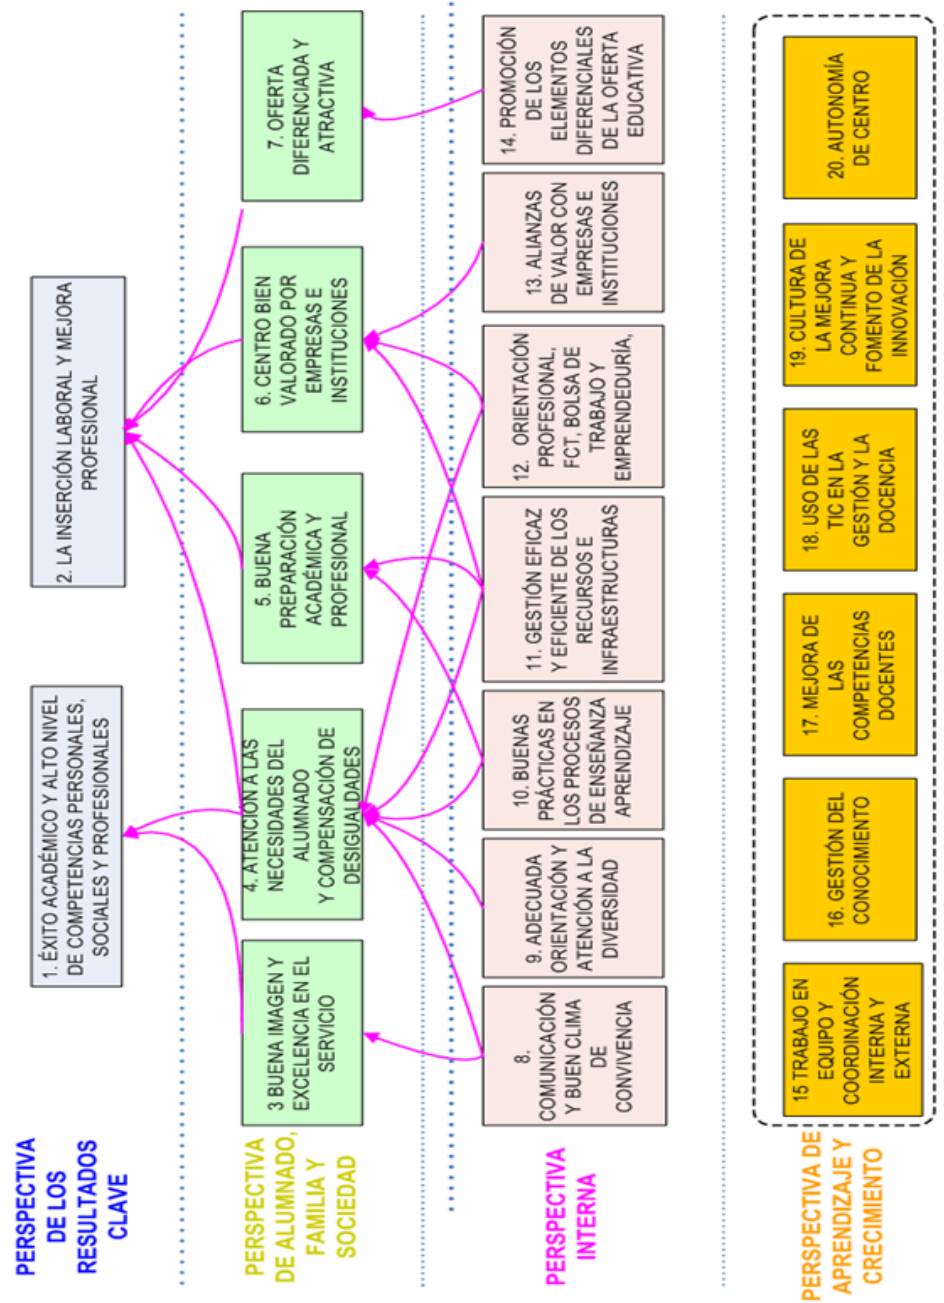 PERSPECTIVA
DE LOS
RESULTADOS
CLAVE
1. ÉXITO ACADÉMICO Y ALTO NIVEL
DE COMPETENCIAS PERSONALES,
SOCIALES Y PROFESIONALES
2. LA INSERCIÓN LABORAL Y MEJORA
PROFESIONAL
PERSPECTIVA
DE ALUMNADO,
FAMILIA Y
SOCIEDAD
3 BUENA IMAGEN Y
EXCELENCIA EN EL
SERVICIO
4. ATENCIÓN A LAS
NECESIDADES DEL
ALUMNADO
Y COMPENSACIÓN DE
DESIGUALDADES
5. BUENA
PREPARACIÓN
ACADÉMICA Y
PROFESIONAL
6. CENTRO BIEN
VALORADO POR
EMPRESAS E
INSTITUCIONES
7. OFERTA
DIFERENCIADA Y
ATRACTIVA
PERSPECTIVA
INTERNA
8.
COMUNICACIÓN
Y BUEN CLIMA
DE
CONVIVENCIA
9. ADECUADA
ORIENTACIÓN Y
ATENCIÓN A LA
DIVERSIDAD
10. BUENAS
PRÁCTICAS EN
LOS PROCESOS
DE ENSEÑANZA
APRENDIZAJE
11. GESTIÓN EFICAZ
Y EFICIENTE DE LOS
RECURSOS E
INFRAESTRUCTURAS
12. ORIENTACIÓN
PROFESIONAL,
FCT, BOLSA DE
TRABAJO Y
EMPRENDEDURÍA,
13. ALIANZAS
DE VALOR CON
EMPRESAS E
INSTITUCIONES
14. PROMOCIÓN
DE LOS
ELEMENTOS
DIFERENCIALES
DE LA OFERTA
EDUCATIVA
PERSPECTIVA DE
APRENDIZAJE Y
CRECIMIENTO
15 TRABAJO EN
EQUIPO Y
COORDINACIÓN
INTERNA Y
EXTERNA
16. GESTIÓN DEL
CONOCIMIENTO
17. MEJORA DE
LAS
COMPETENCIAS
DOCENTES
18. USO DE LAS
TIC EN LA
GESTIÓN Y LA
DOCENCIA
19. CULTURA DE
LA MEJORA
CONTINUA Y
FOMENTO DE LA
INNOVACIÓN
20. AUTONOMÍA
DE CENTRO